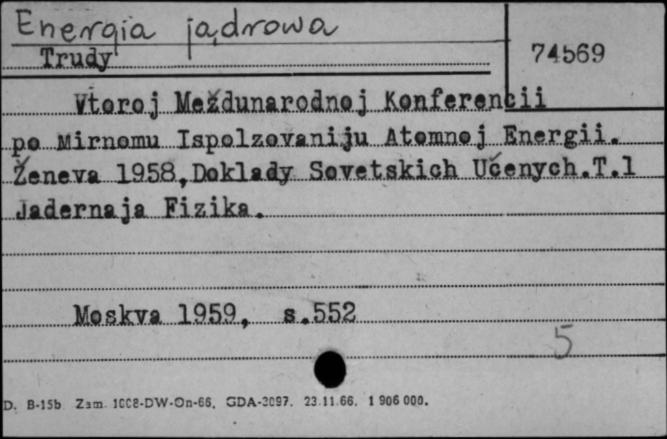 Energia jądrowa
Trudy
74569
Vtoroj Meždunarodnoj Konferencii
po Mirnomu Ispolzovaniju Atomnoj Energii.
Ženeva 1958, Doklady Sovetskich Učenych.T.1
Jadernaja Fizika.
Moskva 1959, s.552
5
D. B-15b Zam. 1008-DW-On-66. GDA-2097. 23.11.66. 1 906 000.